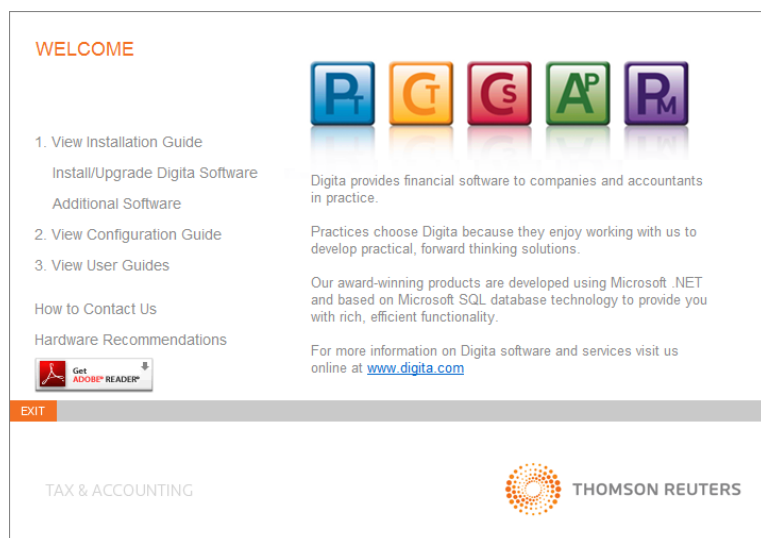 WELCOME
PT CT CS AP PM
1. View Installation Guide
Install/Upgrade Digita Software
Additional Software
2. View Configuration Guide
3. View User Guides
How to Contact Us
Hardware Recommendations
Get
ADOBE® READER®
Digita provides financial software to companies and accountants
in practice.
Practices choose Digita because they enjoy working with us to
develop practical, forward thinking solutions.
Our award-winning products are developed using Microsoft .NET
and based on Microsoft SQL database technology to provide you
with rich, efficient functionality.
For more information on Digita software and services visit us
online at www.digita.com
EXIT
TAX & ACCOUNTING
THOMSON REUTERS